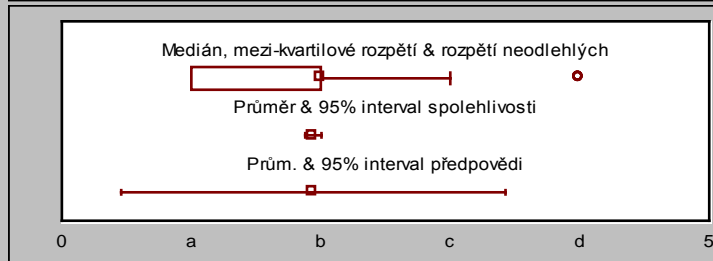 Medián, mezi-kvartilové rozpětí & rozpětí neodlehlých
Průměr & 95% interval spolehlivosti
Prům. & 95% interval předpovědi
0 a b c d 5